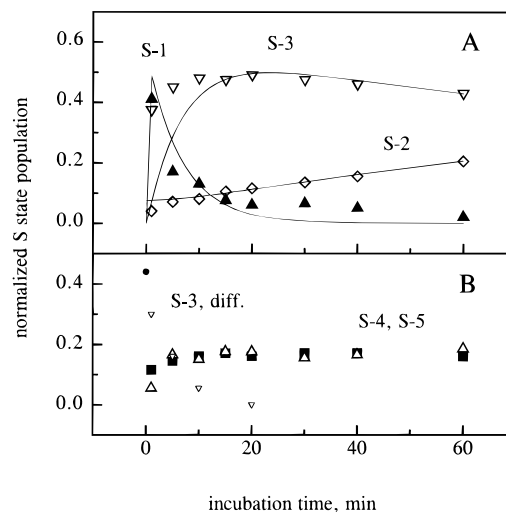 S-1
S-3
A
0.6
0.4
S-2
0.2
0.0
normalized S state population
B
S-3, diff.
S-4, S-5
0.4
0.2
0.0
0
20
40
60
incubation time, min